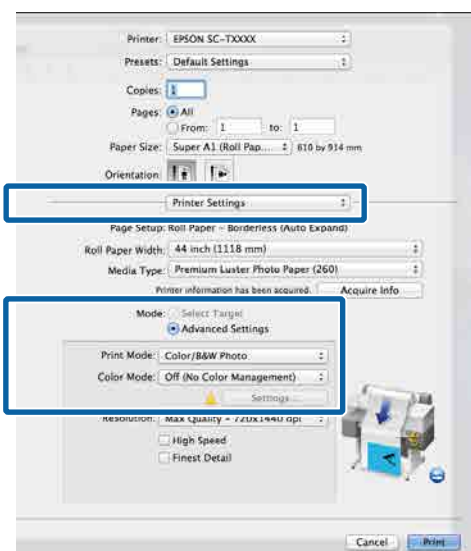 Printer: EPSON SC-TXXXX
Presets: Default Settings
Copies: 1
Pages: All
From: 1 to: 1
Paper Size: Super A1 (Roll Pap... 610 by 914 mm
Orientation:
Printer Settings
Page Setup: Roll Paper - Borderless (Auto Expand)
Roll Paper Width: 44 inch (1118 mm)
Media Type: Premium Luster Photo Paper (260)
Printer information has been acquired. Acquire Info
Mode: Select Target
Advanced Settings
Print Mode: Color/B&W Photo
Color Mode: Off (No Color Management)
Settings...
Resolution: Max Quality - 720x1440 dpi
High Speed
Finest Detail
Cancel Print